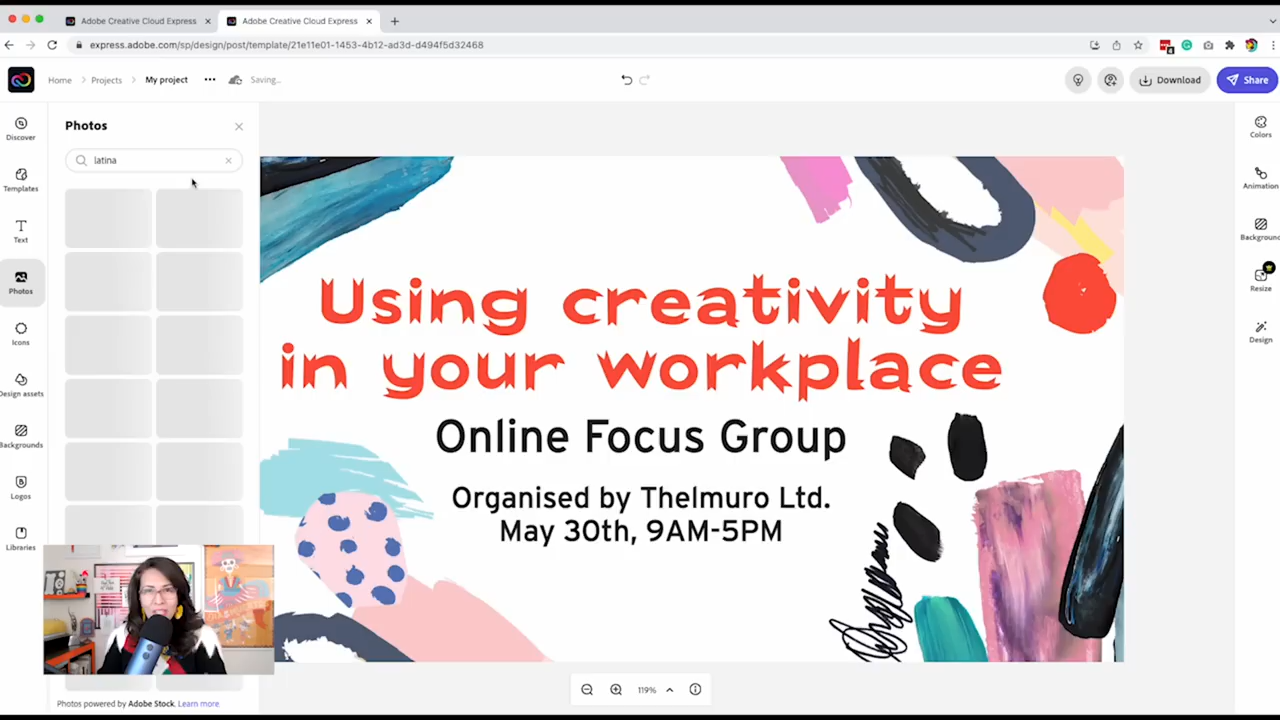 Adobe Creative Cloud Express
Adobe Creative Cloud Express
express.adobe.com/sp/design/post/template/21e11e01-1453-4b12-ad3d-d494f5d32468
Home
Projects
My project
Saving...
Download
Share
Discover
Templates
Text
Photos
Icons
Design assets
Backgrounds
Logos
Libraries
Photos
latina
Using creativity
in your workplace
Online Focus Group
Organised by Thelmuro Ltd.
May 30th, 9AM-5PM
Colors
Animation
Backgroun
Resize
Design
119%
Photos powered by Adobe Stock. Learn more